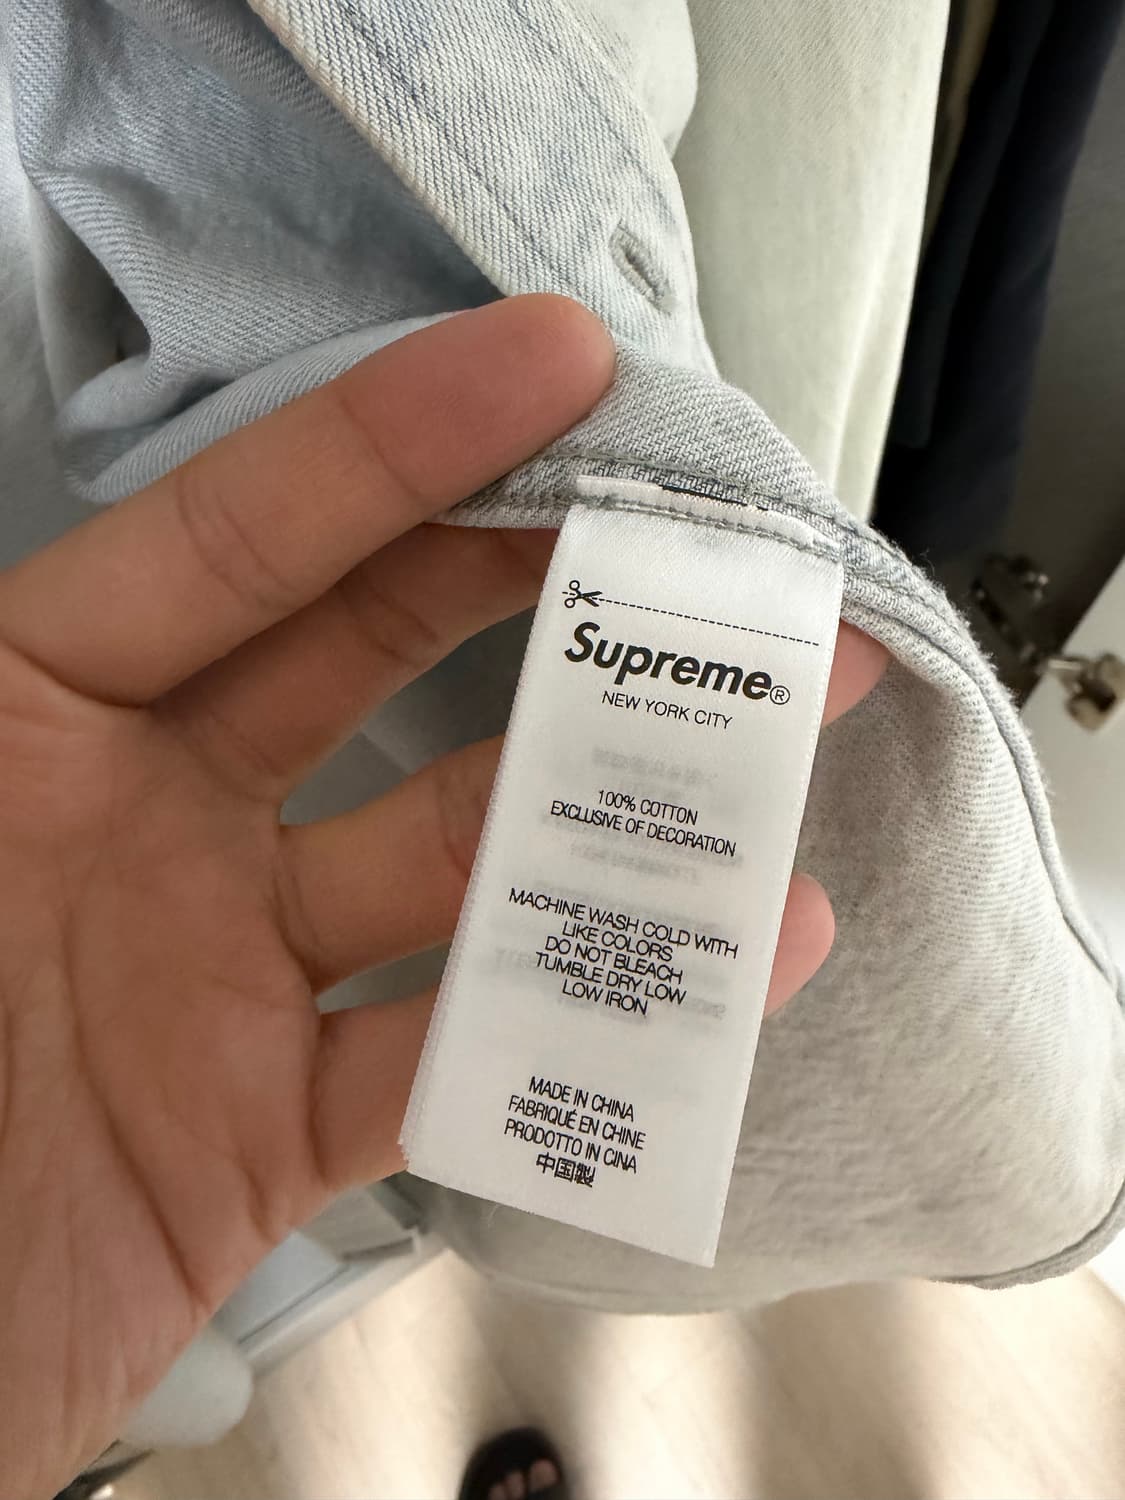 Supreme®
NEW YORK CITY
100% COTTON
EXCLUSIVE OF DECORATION
MACHINE WASH COLD WITH
LIKE COLORS
DO NOT BLEACH
TUMBLE DRY LOW
LOW IRON
MADE IN CHINA
FABRIQUÉ EN CHINE
PRODOTTO IN CINA
中国製